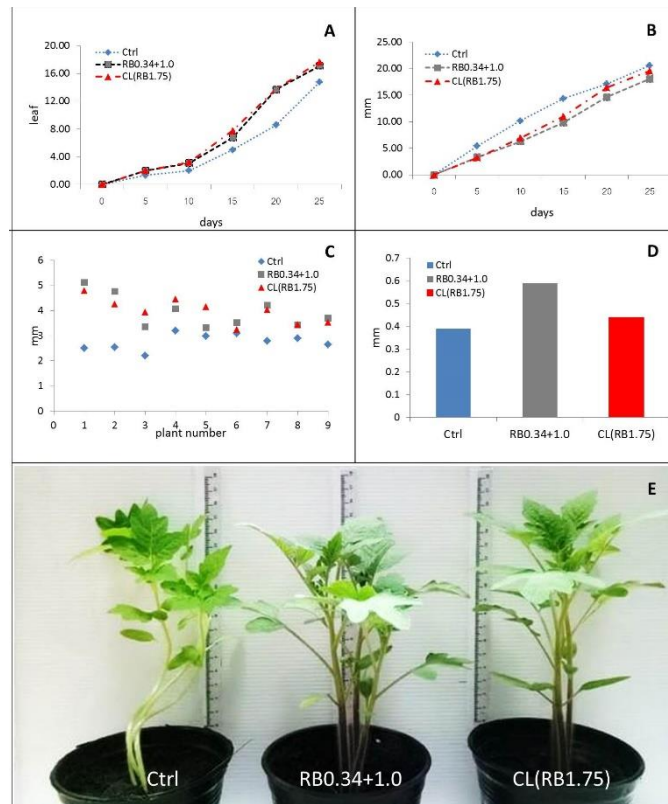 A
20.00
16.00
12.00
8.00
4.00
0.00
leaf
Ctrl
RB0.34+1.0
CL(RB1.75)
0 5 10 15 20 25
days
B
25.00
20.00
15.00
10.00
5.00
0.00
mm
Ctrl
RB0.34+1.0
CL(RB1.75)
0 5 10 15 20 25
days
C
6
5
4
3
2
1
0
mm
Ctrl
RB0.34+1.0
CL(RB1.75)
0 1 2 3 4 5 6 7 8 9
plant number
D
0.7
0.6
0.5
0.4
0.3
0.2
0.1
0
mm
Ctrl
RB0.34+1.0
CL(RB1.75)
Ctrl RB0.34+1.0 CL(RB1.75)
E
Ctrl RB0.34+1.0 CL(RB1.75)